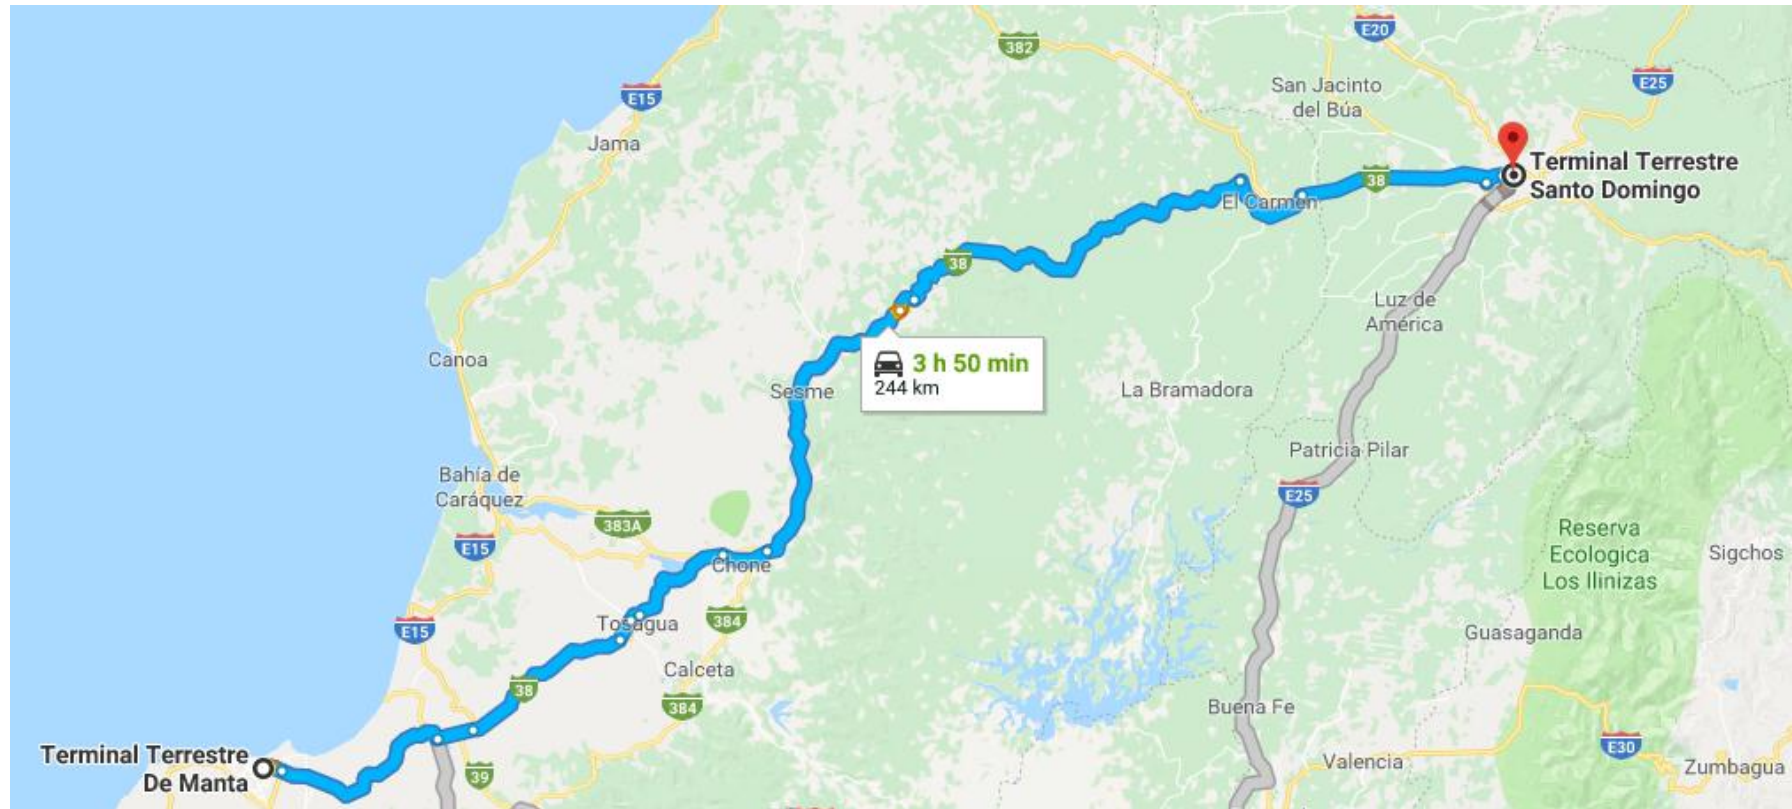 382
E20
E25
San Jacinto
del Búa
E15
Jama
Terminal Terrestre
Santo Domingo
38
El Carmen
38
Luz de
América
Canoa
3 h 50 min
244 km
Sesme
La Bramadora
Patricia Pilar
Bahía de
Caráquez
E25
383A
Reserva
Ecologica
Los Ilinizas
Sigchos
E15
Chone
Tosagua
384
E15
Guasaganda
Calceta
38
384
Buena Fe
E30
Terminal Terrestre
De Manta
39
Valencia
Zumbagua